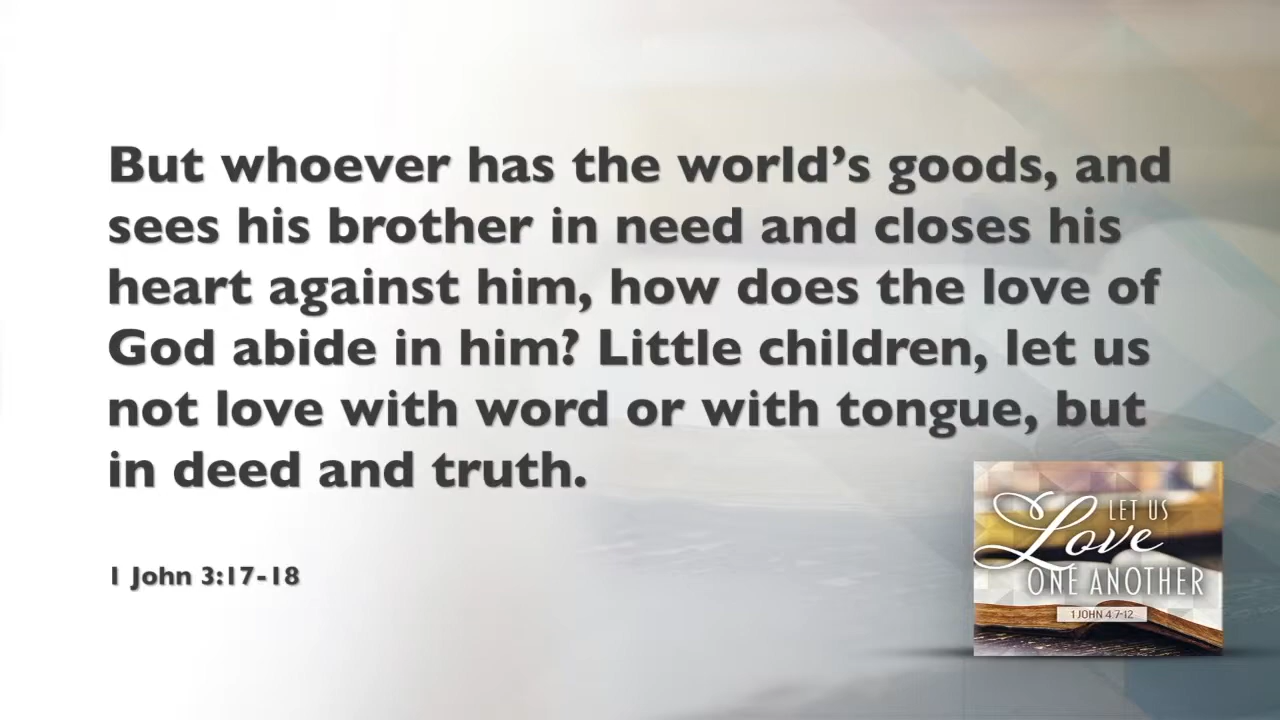 But whoever has the world’s goods, and
sees his brother in need and closes his
heart against him, how does the love of
God abide in him? Little children, let us
not love with word or with tongue, but
in deed and truth.
1 John 3:17-18
LET US
Love
ONE ANOTHER
1 JOHN 4:7-12